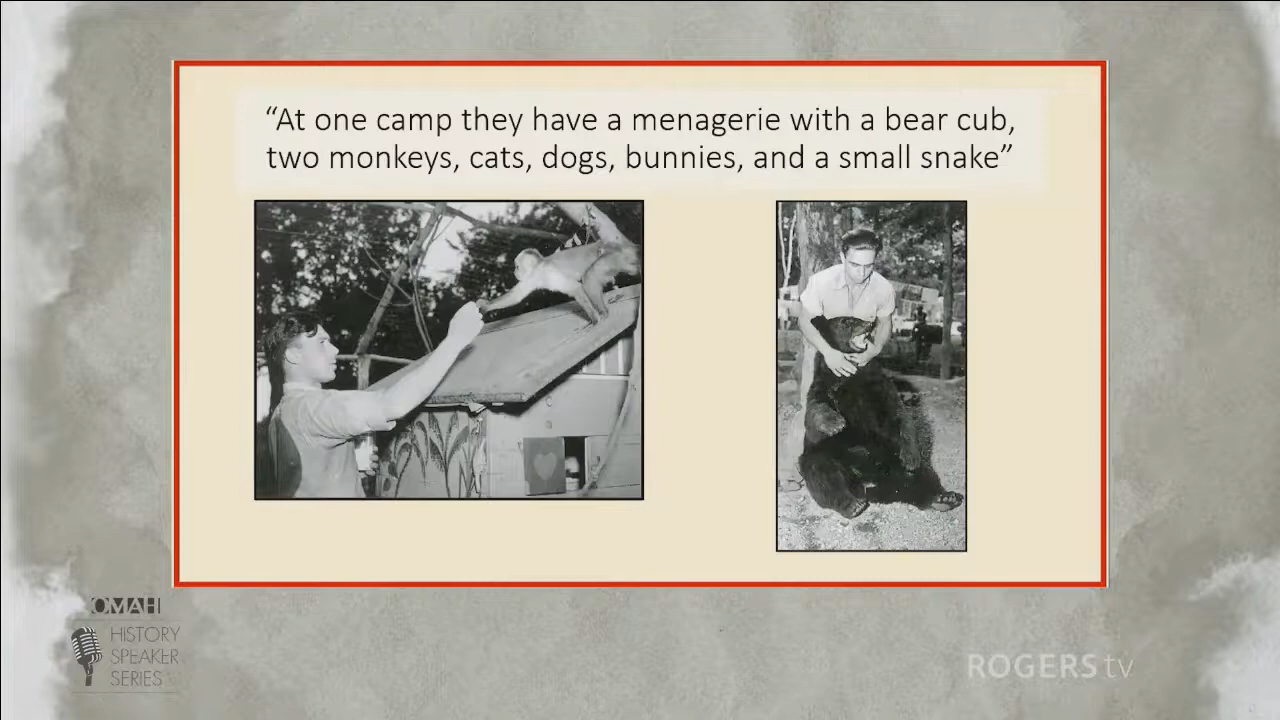 “At one camp they have a menagerie with a bear cub,
two monkeys, cats, dogs, bunnies, and a small snake”
OMAH
HISTORY
SPEAKER
SERIES
ROGERS tv